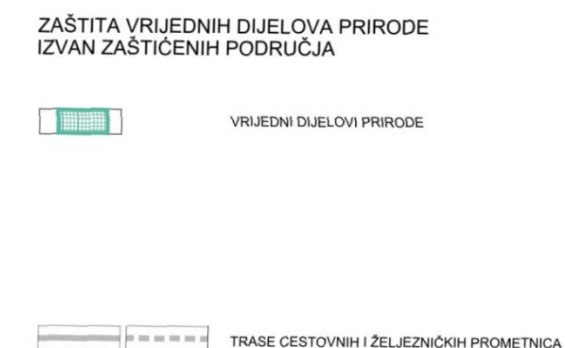 ZAŠTITA VRIJEDNIH DIJELOVA PRIRODE
IZVAN ZAŠTIĆENIH PODRUČJA
VRIJEDNI DIJELOVI PRIRODE
TRASE CESTOVNIH I ŽELJEZNIČKIH PROMETNICA